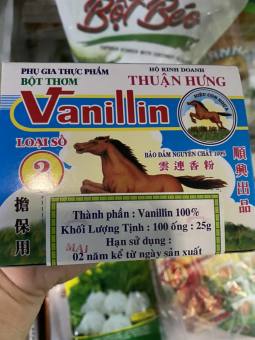 Bột Béo
PHỤ GIA THỰC PHẨM
BỘT THƠM
HỘ KINH DOANH
THUẬN HƯNG
Vanillin
LOẠI SỐ
2
BẢO ĐẢM NGUYÊN CHẤT 100%
雲連香粉
順興出品
擔保用
Thành phần : Vanillin 100%
Khối Lượng Tịnh : 100 ống : 25g
Hạn sử dụng :
02 năm kể từ ngày sản xuất